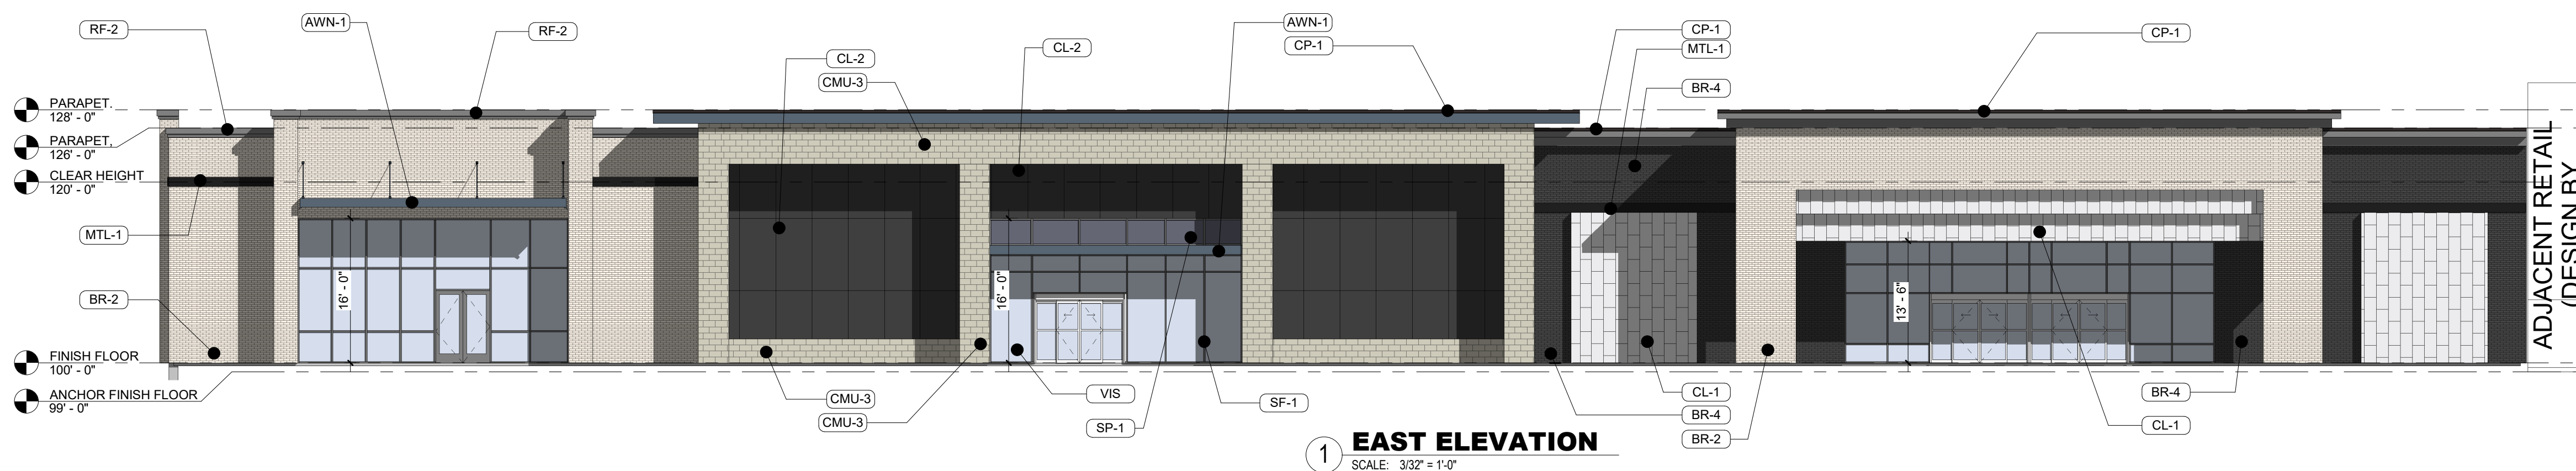 RF-2
AWN-1
RF-2
CL-2
CMU-3
CL-2
AWN-1
CP-1
CP-1
MTL-1
BR-4
CP-1
PARAPET.
128' - 0"
PARAPET,
126' - 0"
CLEAR HEIGHT
120' - 0"
MTL-1
BR-2
FINISH FLOOR
100' - 0"
ANCHOR FINISH FLOOR
99' - 0"
16' - 0"
16' - 0"
13' - 6"
CMU-3
CMU-3
VIS
SP-1
SF-1
CL-1
BR-4
BR-2
BR-4
CL-1
ADJACENT RETAIL
(DESIGN BY
1
EAST ELEVATION
SCALE: 3/32" = 1'-0"